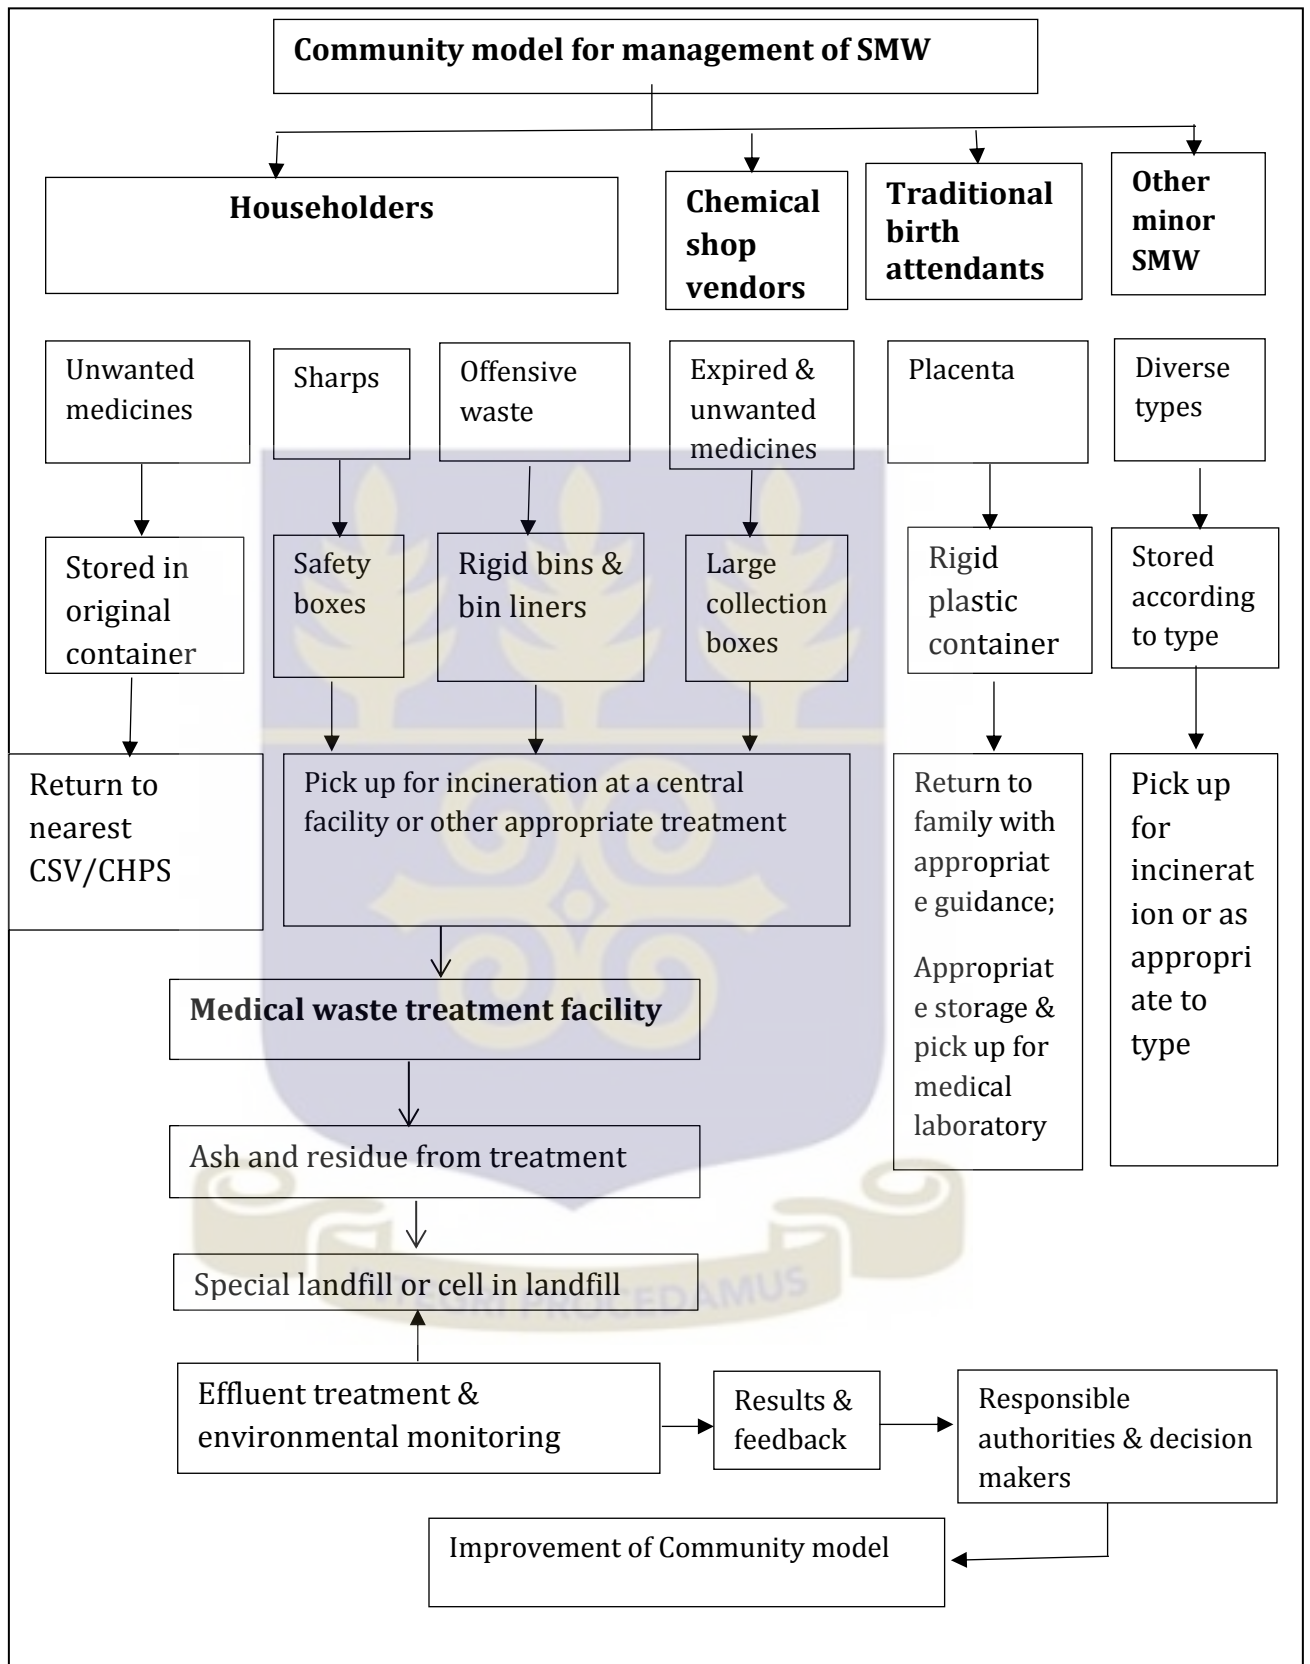 Community model for management of SMW
Householders
Chemical
shop
vendors
Traditional
birth
attendants
Other
minor
SMW
Unwanted
medicines
Sharps
Offensive
waste
Expired &
unwanted
medicines
Placenta
Diverse
types
Stored in
original
container
Safety
boxes
Rigid bins &
bin liners
Large
collection
boxes
Rigid
plastic
container
Stored
according
to type
Return to
nearest
CSV/CHPS
Pick up for incineration at a central
facility or other appropriate treatment
Return to
family with
appropriat
e guidance;
Appropriat
e storage &
pick up for
medical
laboratory
Pick up
for
incinerat
ion or as
appropri
ate to
type
Medical waste treatment facility
Ash and residue from treatment
Special landfill or cell in landfill
INTEGRI PROCEDAMUS
Effluent treatment &
environmental monitoring
Results &
feedback
Responsible
authorities & decision
makers
Improvement of Community model